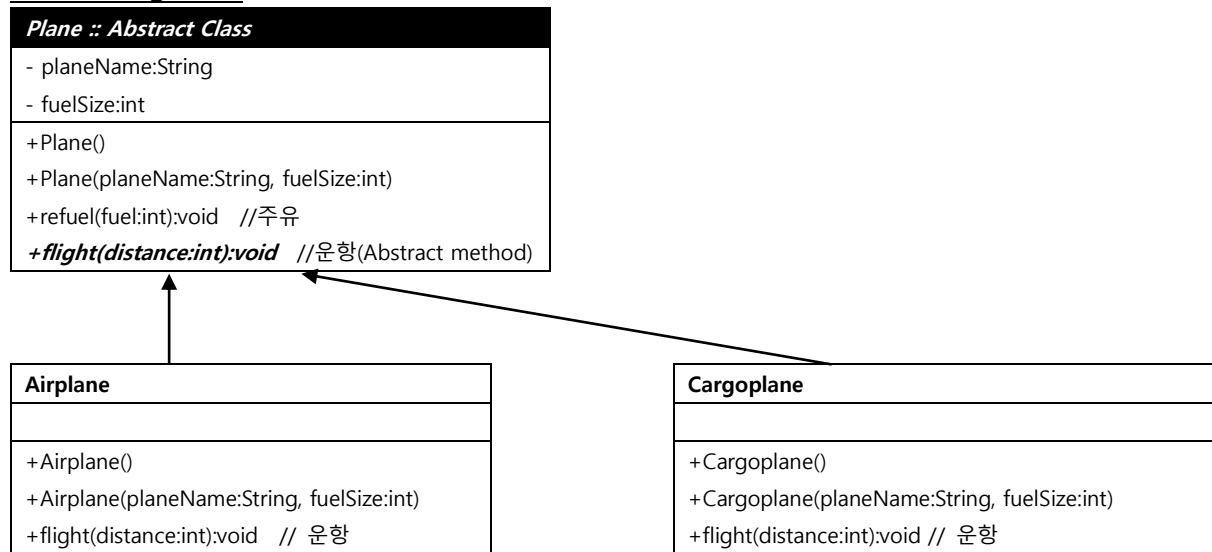 Plane :: Abstract Class
- planeName:String
- fuelSize:int
+Plane()
+Plane(planeName:String, fuelSize:int)
+refuel(fuel:int):void //주유
+flight(distance:int):void //운항(Abstract method)
Airplane
+Airplane()
+Airplane(planeName:String, fuelSize:int)
+flight(distance:int):void // 운항
Cargoplane
+Cargoplane()
+Cargoplane(planeName:String, fuelSize:int)
+flight(distance:int):void // 운항